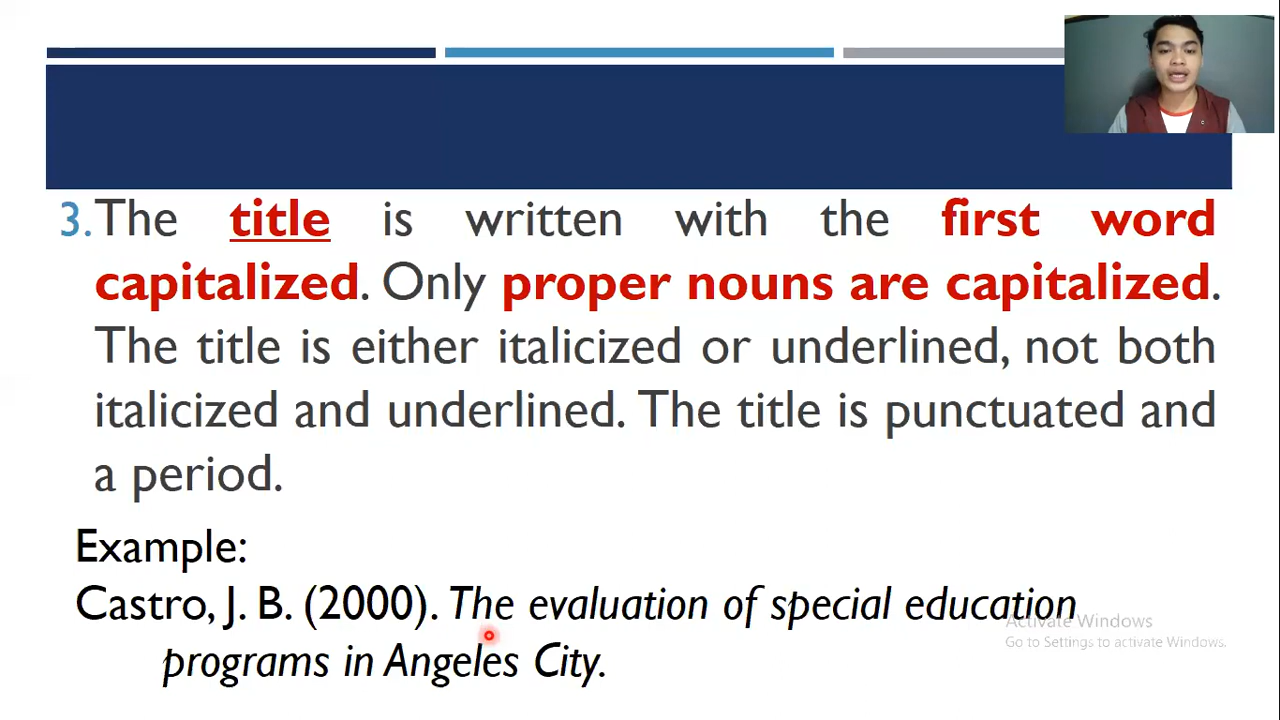 3. The title is written with the first word
capitalized. Only proper nouns are capitalized.
The title is either italicized or underlined, not both
italicized and underlined. The title is punctuated and
a period.
Example:
Castro, J. B. (2000). The evaluation of special education
programs in Angeles City.
Activate Windows
Go to Settings to activate Windows.